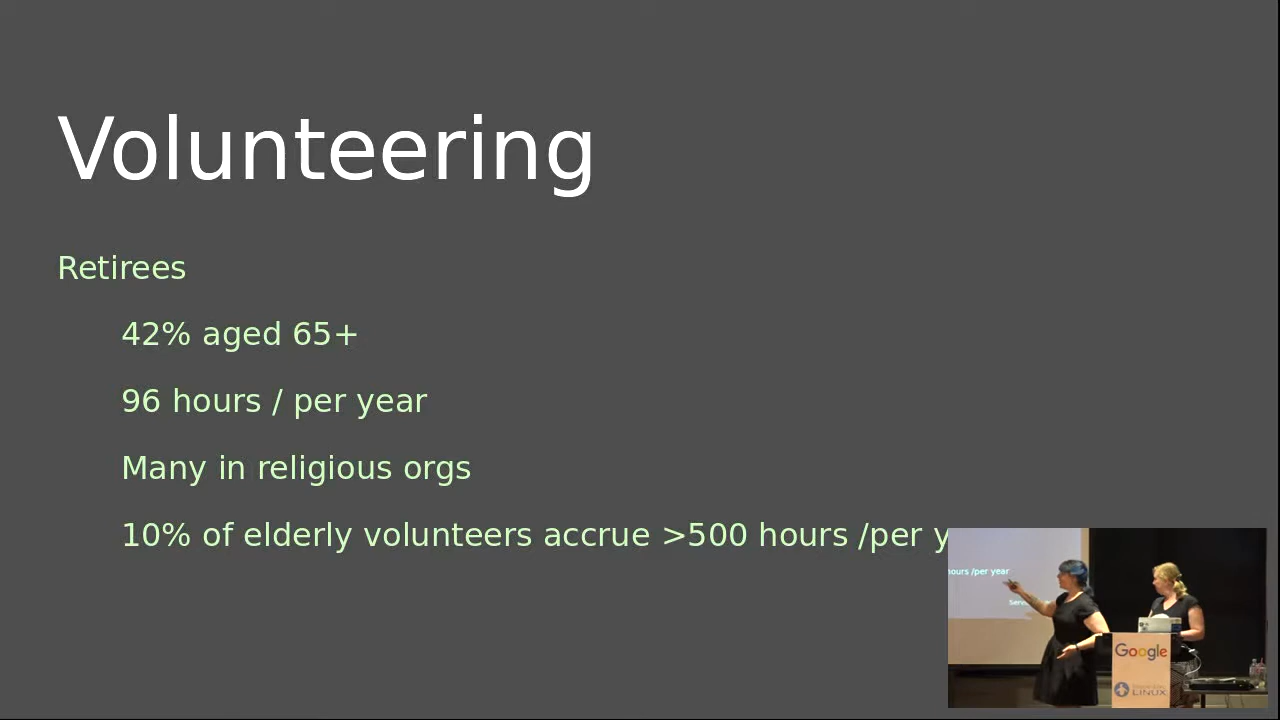 Volunteering
Retirees
42% aged 65+
96 hours / per year
Many in religious orgs
10% of elderly volunteers accrue >500 hours /per y
hours /per year
Google
LINUX